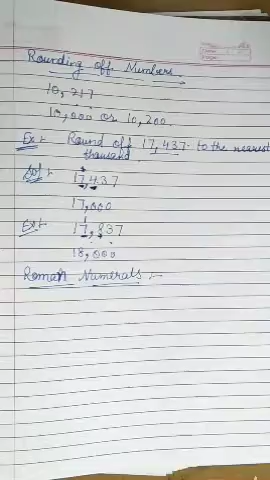 Rounding off Numbers.
10,217
10,000 or 10,200.
Ex:- Round off 17,437. to the nearest
thousand
Sol:- 17,437
17,000
Ex:- 17,837
18,000
Roman Numerals :-